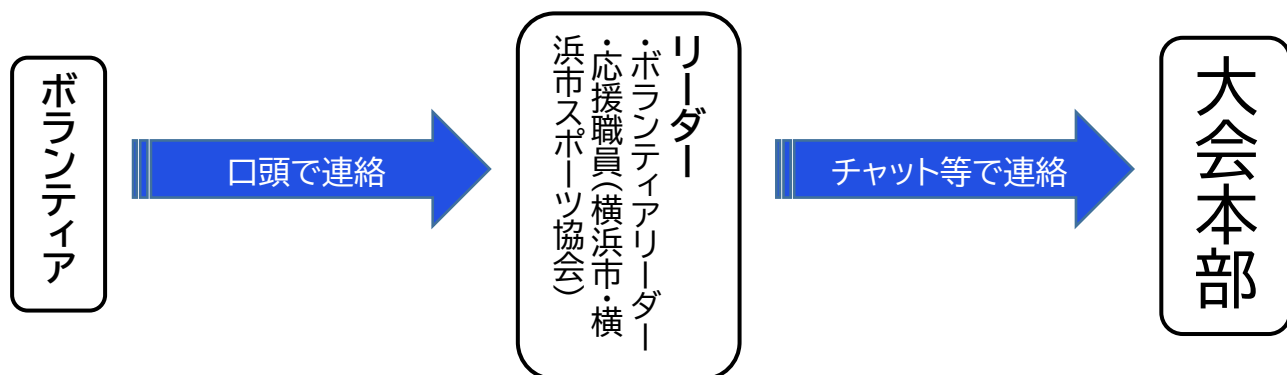 ボランティア
口頭で連絡
リーダー
・ボランティアリーダー
・応援職員(横浜市・横
浜市スポーツ協会)
チャット等で連絡
大会本部